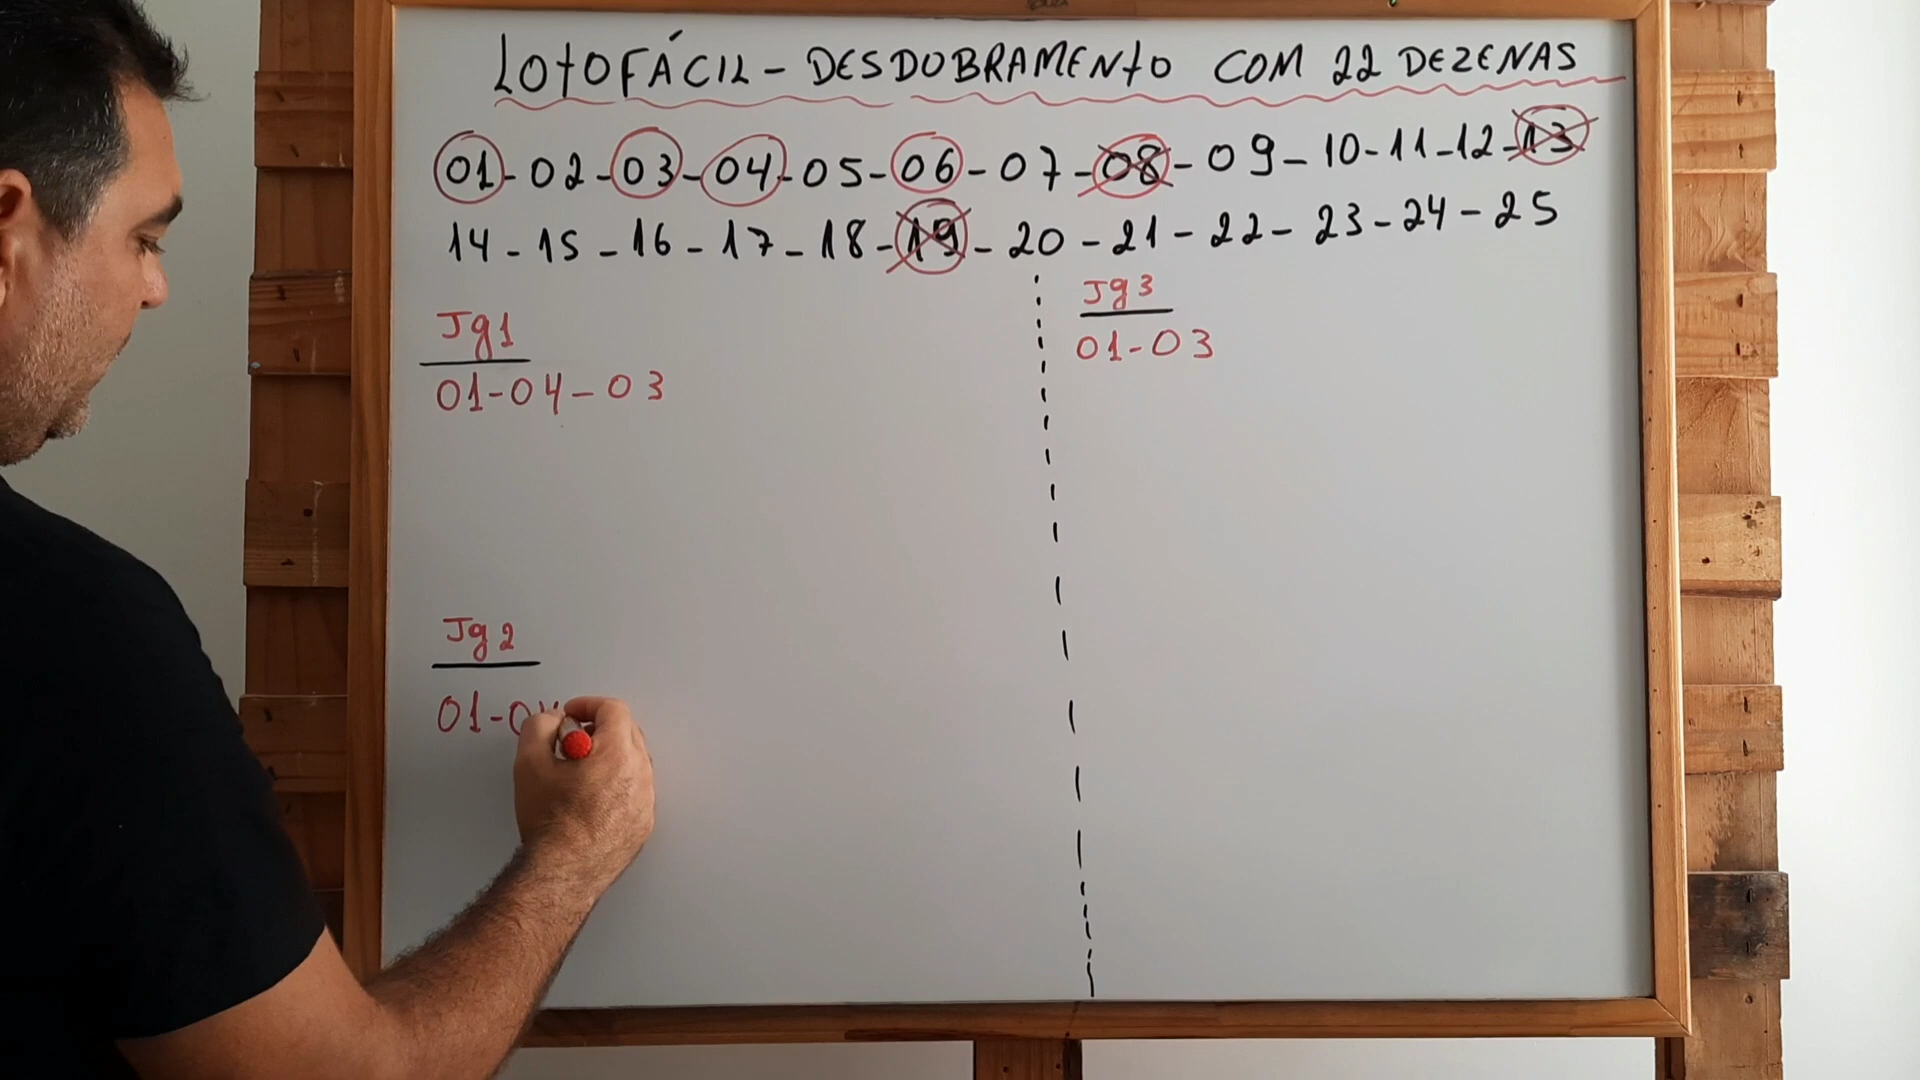 LOTOFÁCIL - DESDOBRAMENTO COM 22 DEZENAS
01 - 02 - 03 - 04 - 05 - 06 - 07 - 08 - 09 - 10 - 11 - 12 - 13
14 - 15 - 16 - 17 - 18 - 19 - 20 - 21 - 22 - 23 - 24 - 25
Jg1
01-04-03
Jg2
01-04
Jg3
01-03